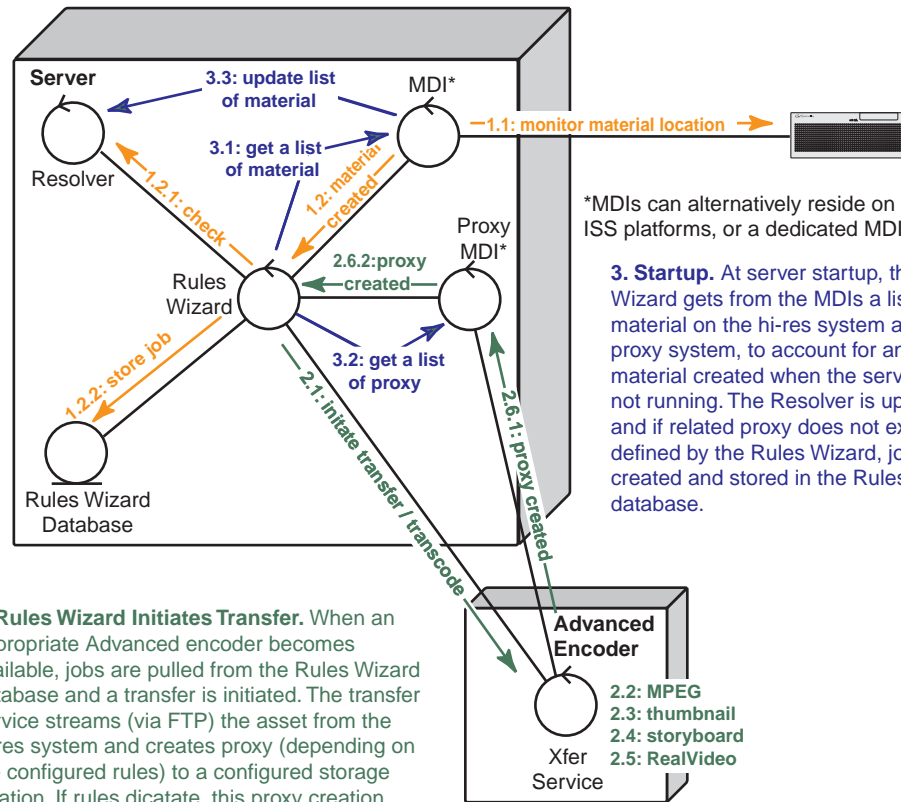 Server
3.3: update list
of material
MDI*
1.1: monitor material location
3.1: get a list
of material
Resolver
1.2.1: check
1.2: material
created
*MDIs can alternatively reside on
ISS platforms, or a dedicated MDI
Proxy
MDI*
2.6.2:proxy
created
Rules
Wizard
3. Startup. At server startup, th
Wizard gets from the MDIs a lis
material on the hi-res system a
proxy system, to account for an
material created when the serv
not running. The Resolver is up
and if related proxy does not ex
defined by the Rules Wizard, jo
created and stored in the Rules
database.
3.2: get a list
of proxy
1.2.2: store job
2.1: initate transfer / transcode
2.6.1: proxy created
Rules Wizard
Database
Rules Wizard Initiates Transfer. When an
propriate Advanced encoder becomes
ailable, jobs are pulled from the Rules Wizard
tabase and a transfer is initiated. The transfer
rvice streams (via FTP) the asset from the
res system and creates proxy (depending on
configured rules) to a configured storage
ation. If rules dicatate, this proxy creation
Advanced
Encoder
2.2: MPEG
2.3: thumbnail
2.4: storyboard
2.5: RealVideo
Xfer
Service